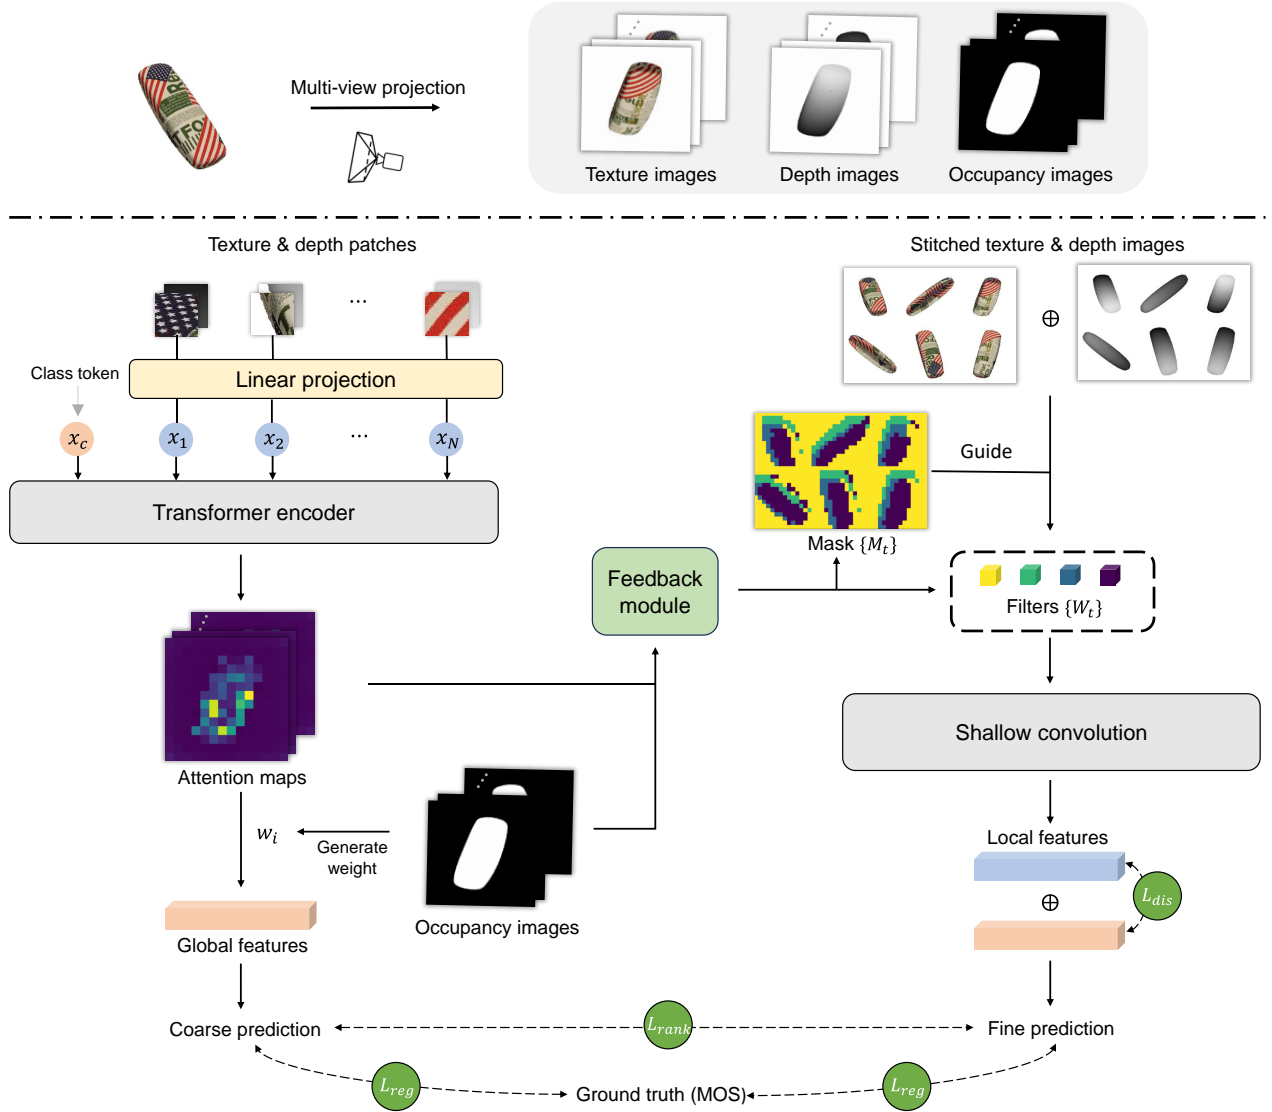 Multi-view projection
Texture images
Depth images
Occupancy images
Texture & depth patches
Stitched texture & depth images
...
Linear projection
Class token
⊕
x_c
x_1
x_2
...
x_N
Guide
Transformer encoder
Mask {M_t}
Feedback
module
Filters {W_t}
Shallow convolution
Attention maps
w_i
Generate
weight
Occupancy images
Local features
L_dis
⊕
Global features
Coarse prediction
L_rank
Fine prediction
L_reg
Ground truth (MOS)
L_reg